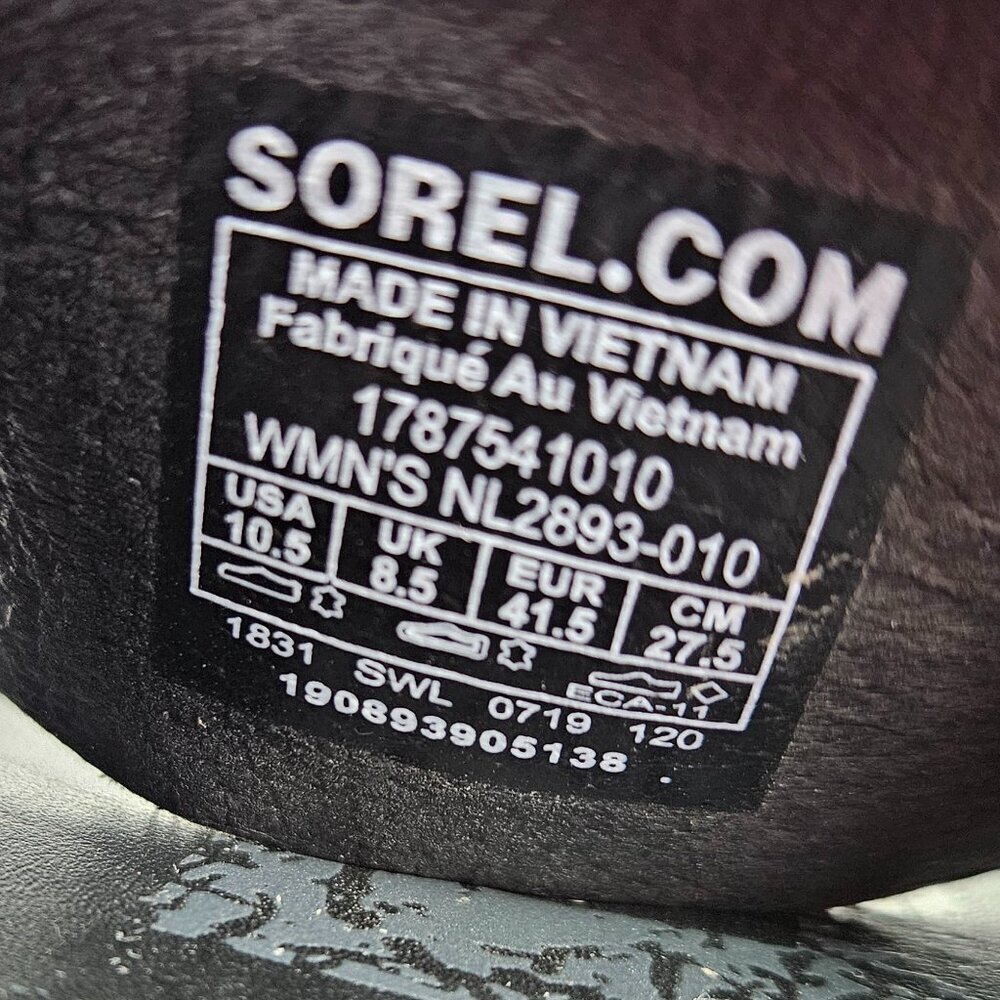 SOREL.COM
MADE IN VIETNAM
Fabriqué Au Vietnam
1787541010
WMN'S NL2893-010
USA UK EUR CM
10.5 8.5 41.5 27.5
ECA-11
1831 SWL 0719 120
190893905138